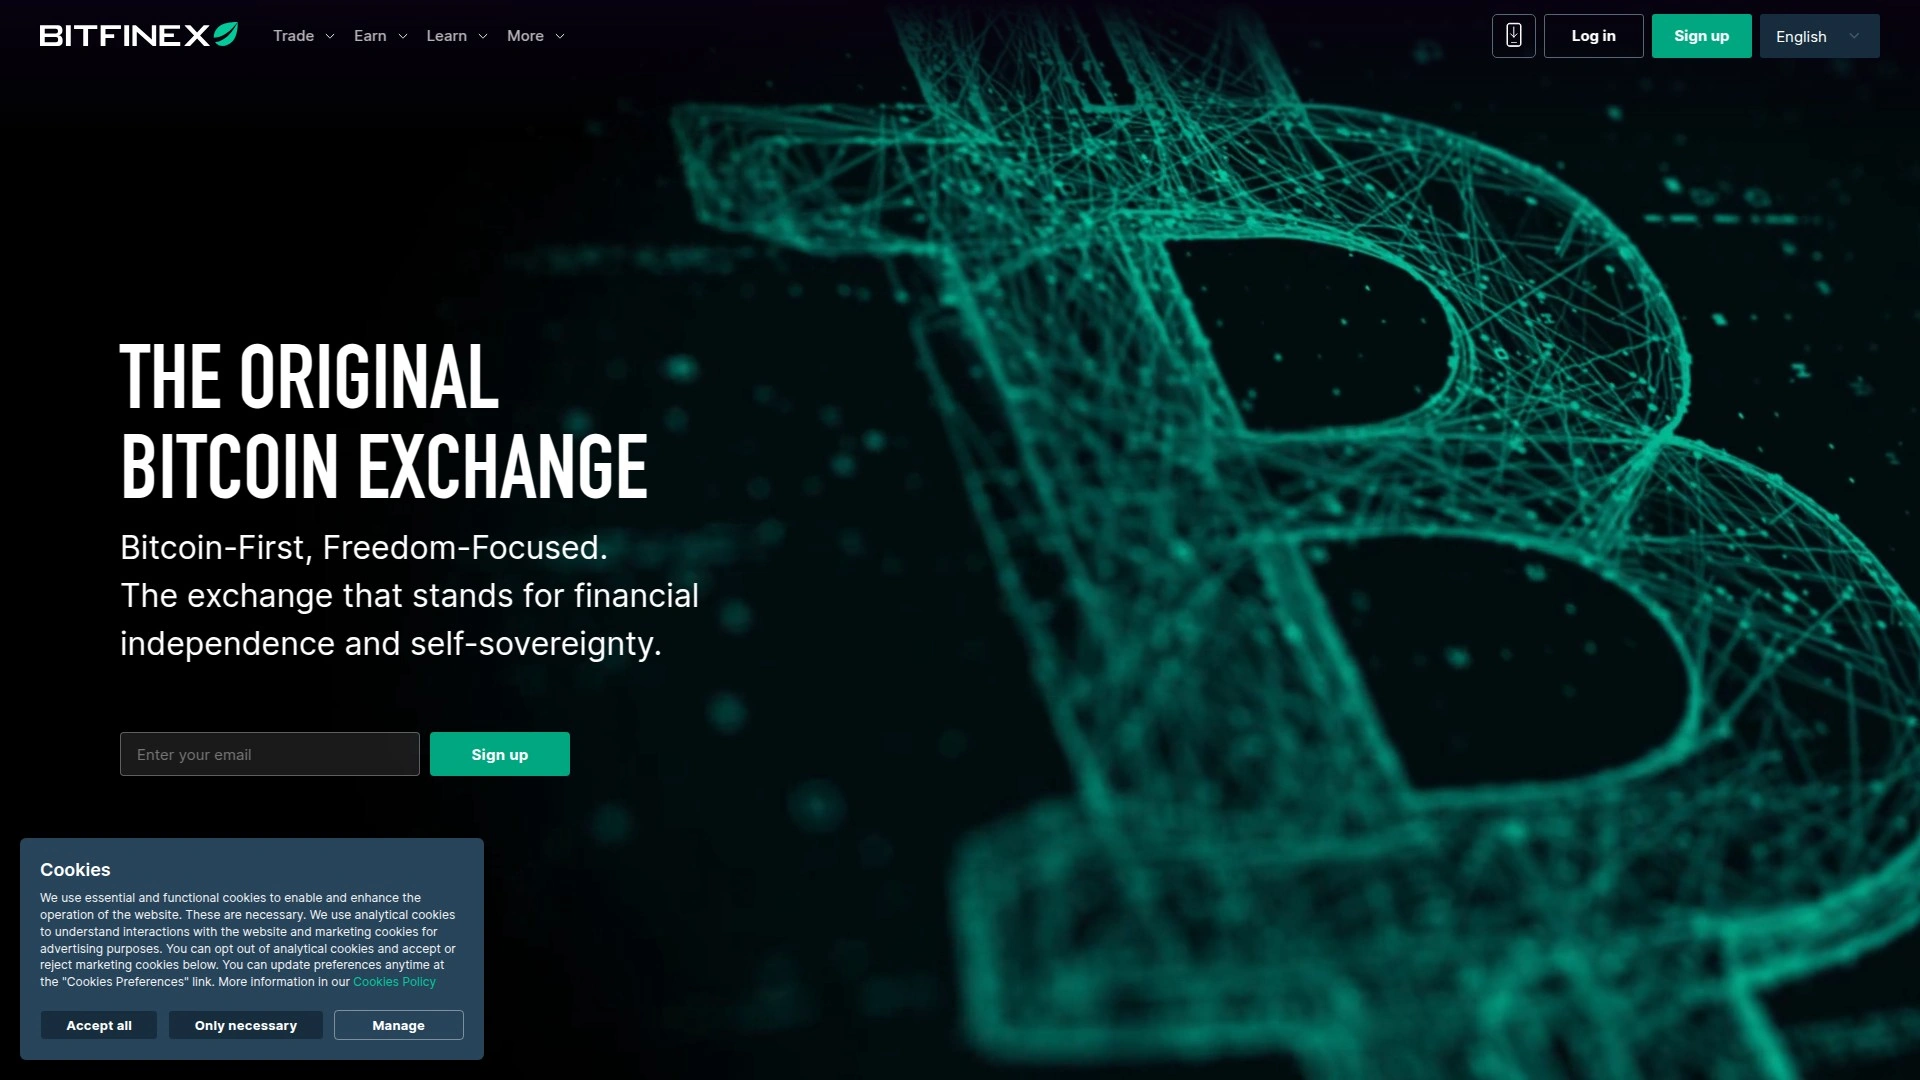 BITFINEX
Trade
Earn
Learn
More
Log in
Sign up
English
THE ORIGINAL
BITCOIN EXCHANGE
Bitcoin-First, Freedom-Focused.
The exchange that stands for financial
independence and self-sovereignty.
Enter your email
Sign up
Cookies
We use essential and functional cookies to enable and enhance the
operation of the website. These are necessary. We use analytical cookies
to understand interactions with the website and marketing cookies for
advertising purposes. You can opt out of analytical cookies and accept or
reject marketing cookies below. You can update preferences anytime at
the "Cookies Preferences" link. More information in our Cookies Policy
Accept all
Only necessary
Manage